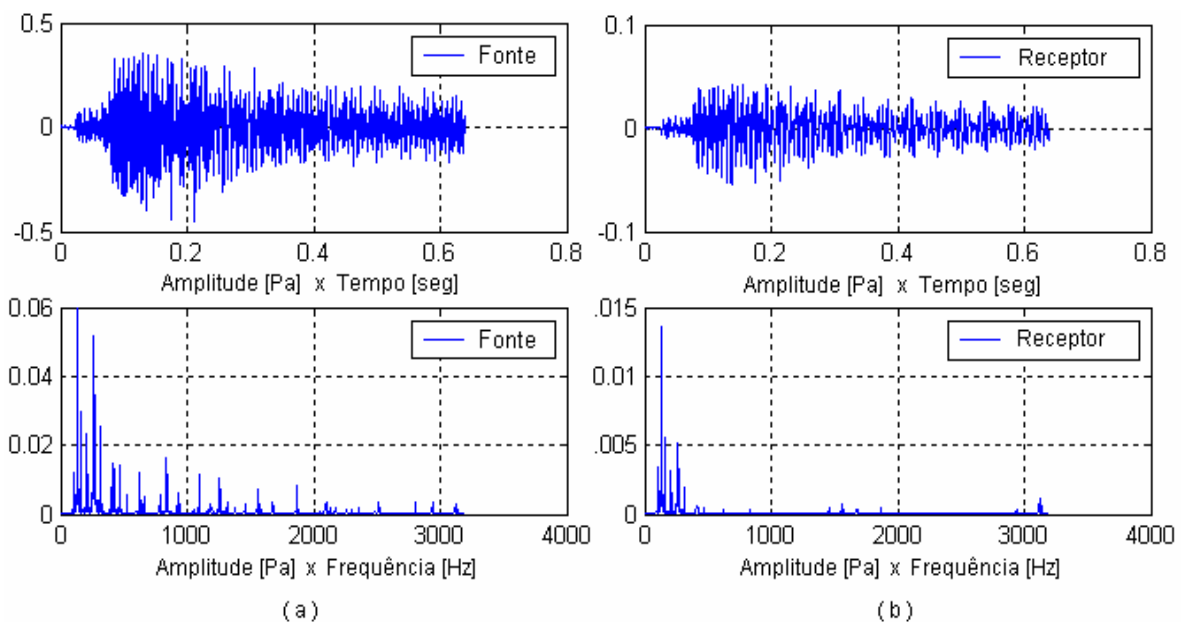 0.5
0
-0.5
Fonte
0 0.2 0.4 0.6 0.8
Amplitude [Pa] x Tempo [seg]
0.1
0
-0.1
Receptor
0 0.2 0.4 0.6 0.8
Amplitude [Pa] x Tempo [seg]
0.06
0.04
0.02
0
Fonte
0 1000 2000 3000 4000
Amplitude [Pa] x Frequência [Hz]
( a )
.015
0.01
.005
0
Receptor
0 1000 2000 3000 4000
Amplitude [Pa] x Frequência [Hz]
( b )